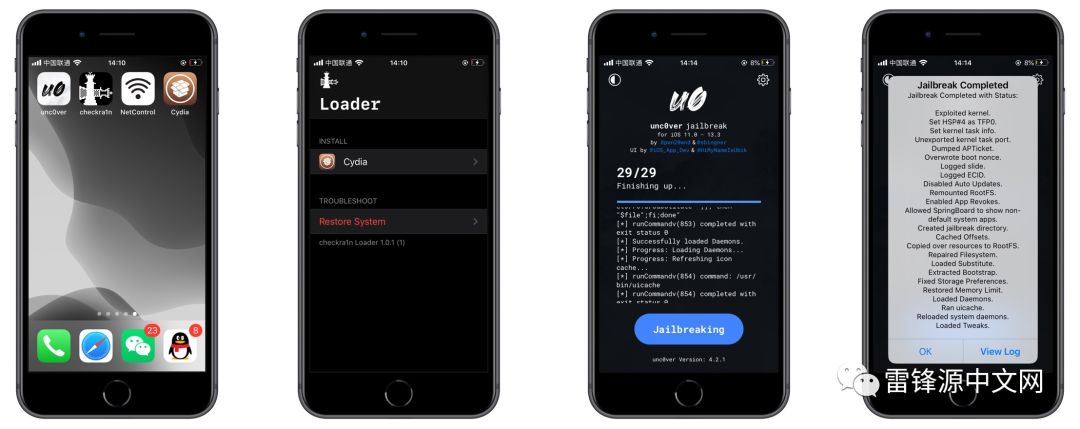 中国联通
14:10
unc0ver
checkra1n
NetControl
Cydia
23
8
中国联通
14:10
Loader
INSTALL
Cydia
TROUBLESHOOT
Restore System
checkra1n Loader 1.0.1 (1)
中国联通
14:14
8%
u0
unc0ver jailbreak
for iOS 11.0 - 13.3
by @pwn20wnd & @sbingner
UI by @iOS_App_Dev & @HiMyNameIsUbik
29/29
Finishing up...
"$file";fi;done"
[*] runCommandv(853) completed with
exit status 0
[*] Successfully loaded Daemons.
[*] Progress: Loading Daemons...
[*] Progress: Refreshing icon
cache...
[*] runCommandv(854) command: /usr/
bin/uicache
[*] runCommandv(854) completed with
exit status 0
Jailbreaking
unc0ver Version: 4.2.1
中国联通
14:14
8%
Jailbreak Completed
Jailbreak Completed with Status:
Exploited kernel.
Set HSP#4 as TFP0.
Set kernel task info.
Unexported kernel task port.
Dumped APTicket.
Overwrote boot nonce.
Logged slide.
Logged ECID.
Disabled Auto Updates.
Remounted RootFS.
Enabled App Revokes.
Allowed SpringBoard to show non-
default system apps.
Created jailbreak directory.
Cached Offsets.
Copied over resources to RootFS.
Repaired Filesystem.
Loaded Substitute.
Extracted Bootstrap.
Fixed Storage Preferences.
Restored Memory Limit.
Loaded Daemons.
Ran uicache.
Reloaded system daemons.
Loaded Tweaks.
OK
View Log
雷锋源中文网